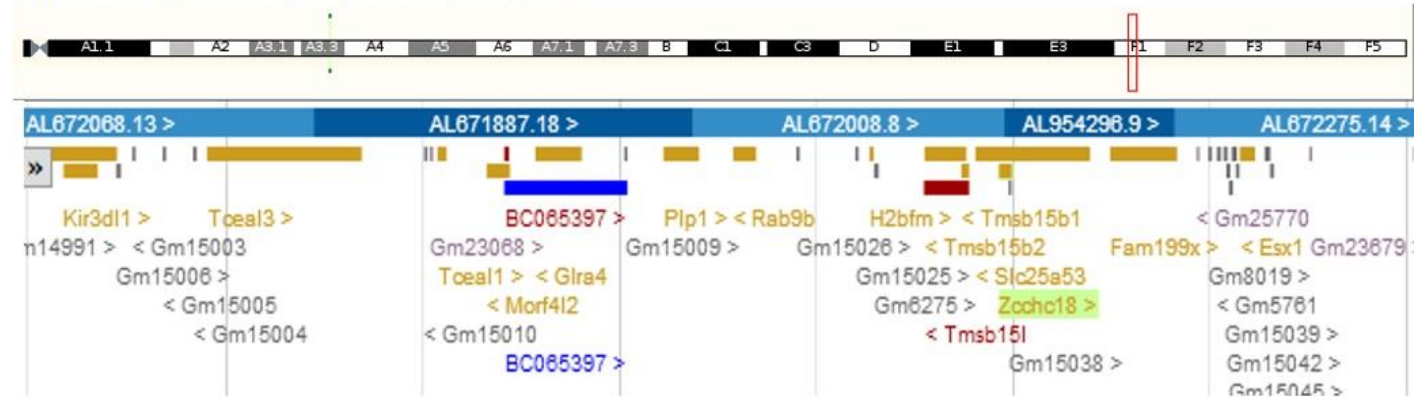 A1.1 A2 A3.1 A3.3 A4 A5 A6 A7.1 A7.3 B C1 C3 D E1 E3 F1 F2 F3 F4 F5
AL672068.13 > AL671887.18 > AL672008.8 > AL954296.9 > AL672275.14 >
»
Kir3dl1 > Tceal3 > BC065397 > Plp1 > < Rab9b H2bfm > < Tmsb15b1 < Gm25770
m14991 > < Gm15003 Gm23068 > Gm15009 > Gm15026 > < Tmsb15b2 Fam199x > < Esx1 Gm23679 >
Gm15006 > Tceal1 > < Glra4 Gm15025 > < Slc25a53 Gm8019 >
< Gm15005 < Morf4l2 Gm6275 > Zcchc18 > < Gm5761
< Gm15004 < Gm15010 < Tmsb15l Gm15039 >
BC065397 > Gm15038 > Gm15042 >
Gm15045 >